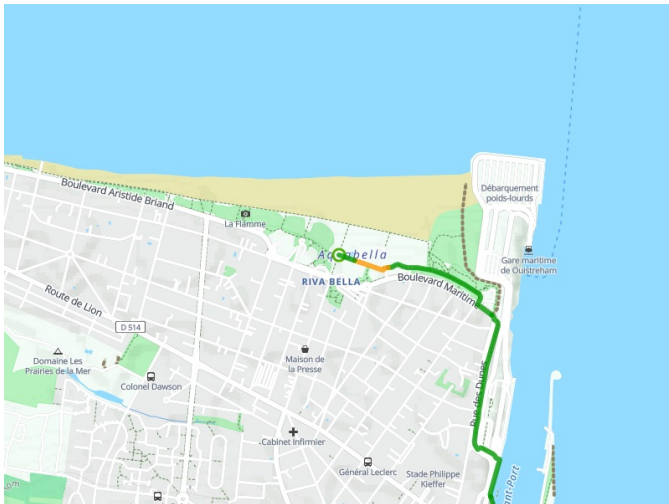 Débarquement
poids-lourds
Boulevard Aristide Briand
La Flamme
Aquabella
Gare maritime
de Ouistreham
RIVA BELLA
Boulevard Maritime
Route de Lion
D 514
Maison de
la Presse
Domaine Les
Prairies de la Mer
Colonel Dawson
Rue des Dunes
Cabinet Infirmier
Général Leclerc
Stade Philippe
Kieffer
nt-Port